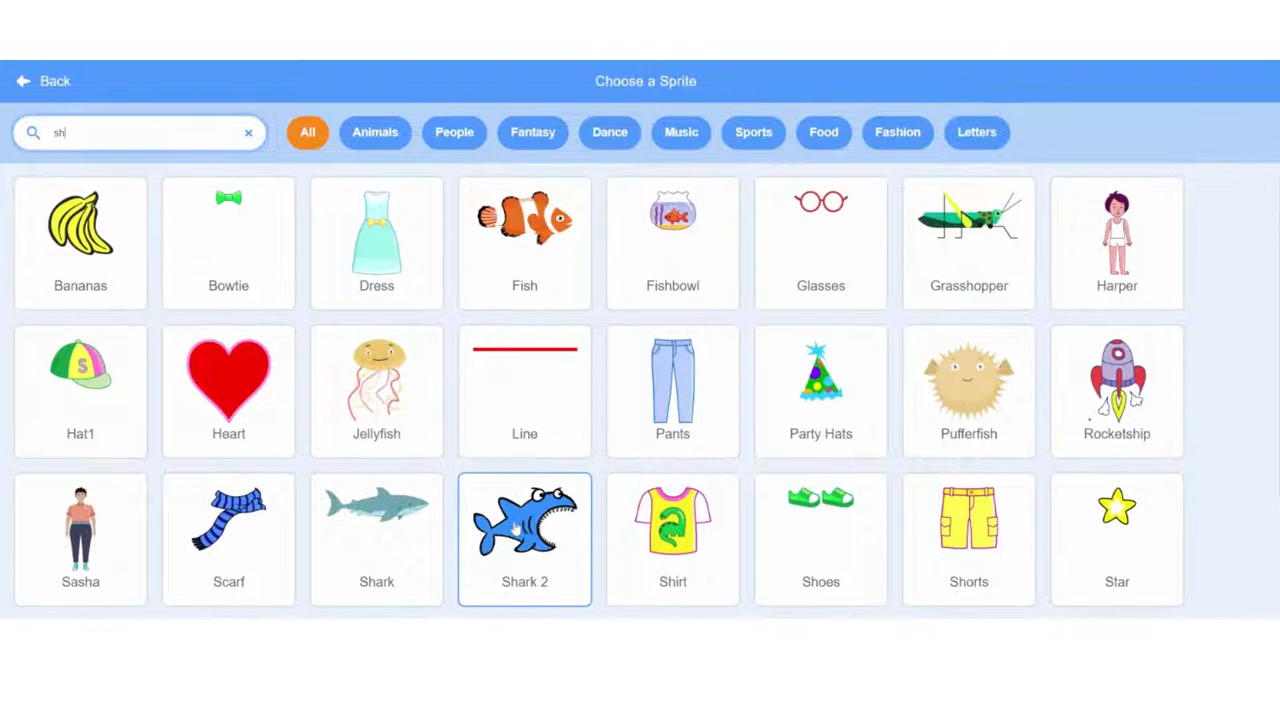 Back
Choose a Sprite
sh
All
Animals
People
Fantasy
Dance
Music
Sports
Food
Fashion
Letters
Bananas
Bowtie
Dress
Fish
Fishbowl
Glasses
Grasshopper
Harper
S
Hat1
Heart
Jellyfish
Line
Pants
Party Hats
Pufferfish
Rocketship
Sasha
Scarf
Shark
Shark 2
Shirt
Shoes
Shorts
Star